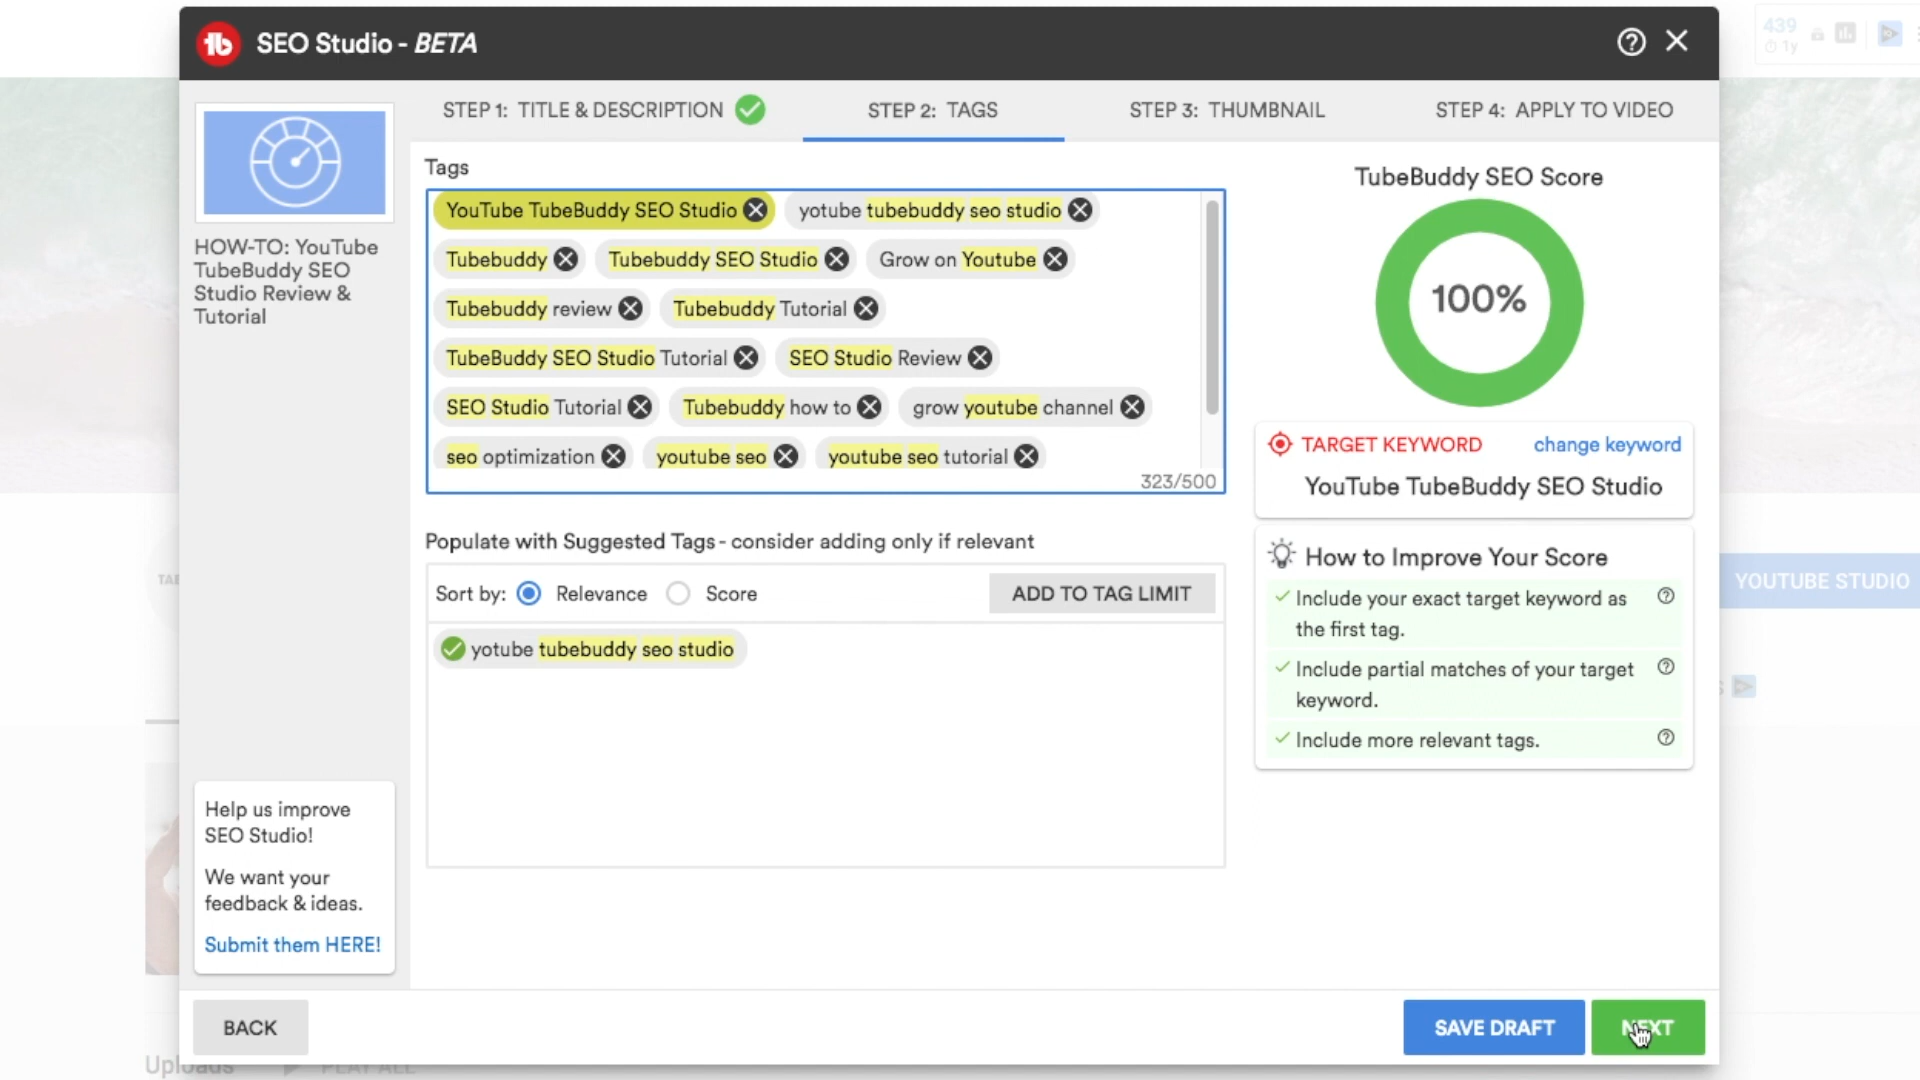 SEO Studio - BETA
439
1y
STEP 1: TITLE & DESCRIPTION
STEP 2: TAGS
STEP 3: THUMBNAIL
STEP 4: APPLY TO VIDEO
HOW-TO: YouTube
TubeBuddy SEO
Studio Review &
Tutorial
Tags
YouTube TubeBuddy SEO Studio
yotube tubebuddy seo studio
Tubebuddy
Tubebuddy SEO Studio
Grow on Youtube
Tubebuddy review
Tubebuddy Tutorial
TubeBuddy SEO Studio Tutorial
SEO Studio Review
SEO Studio Tutorial
Tubebuddy how to
grow youtube channel
seo optimization
youtube seo
youtube seo tutorial
323/500
Populate with Suggested Tags - consider adding only if relevant
Sort by:
Relevance
Score
ADD TO TAG LIMIT
yotube tubebuddy seo studio
TubeBuddy SEO Score
100%
TARGET KEYWORD
change keyword
YouTube TubeBuddy SEO Studio
How to Improve Your Score
Include your exact target keyword as
the first tag.
Include partial matches of your target
keyword.
Include more relevant tags.
YOUTUBE STUDIO
Help us improve
SEO Studio!
We want your
feedback & ideas.
Submit them HERE!
BACK
SAVE DRAFT
NEXT
Uploads
PLAY ALL